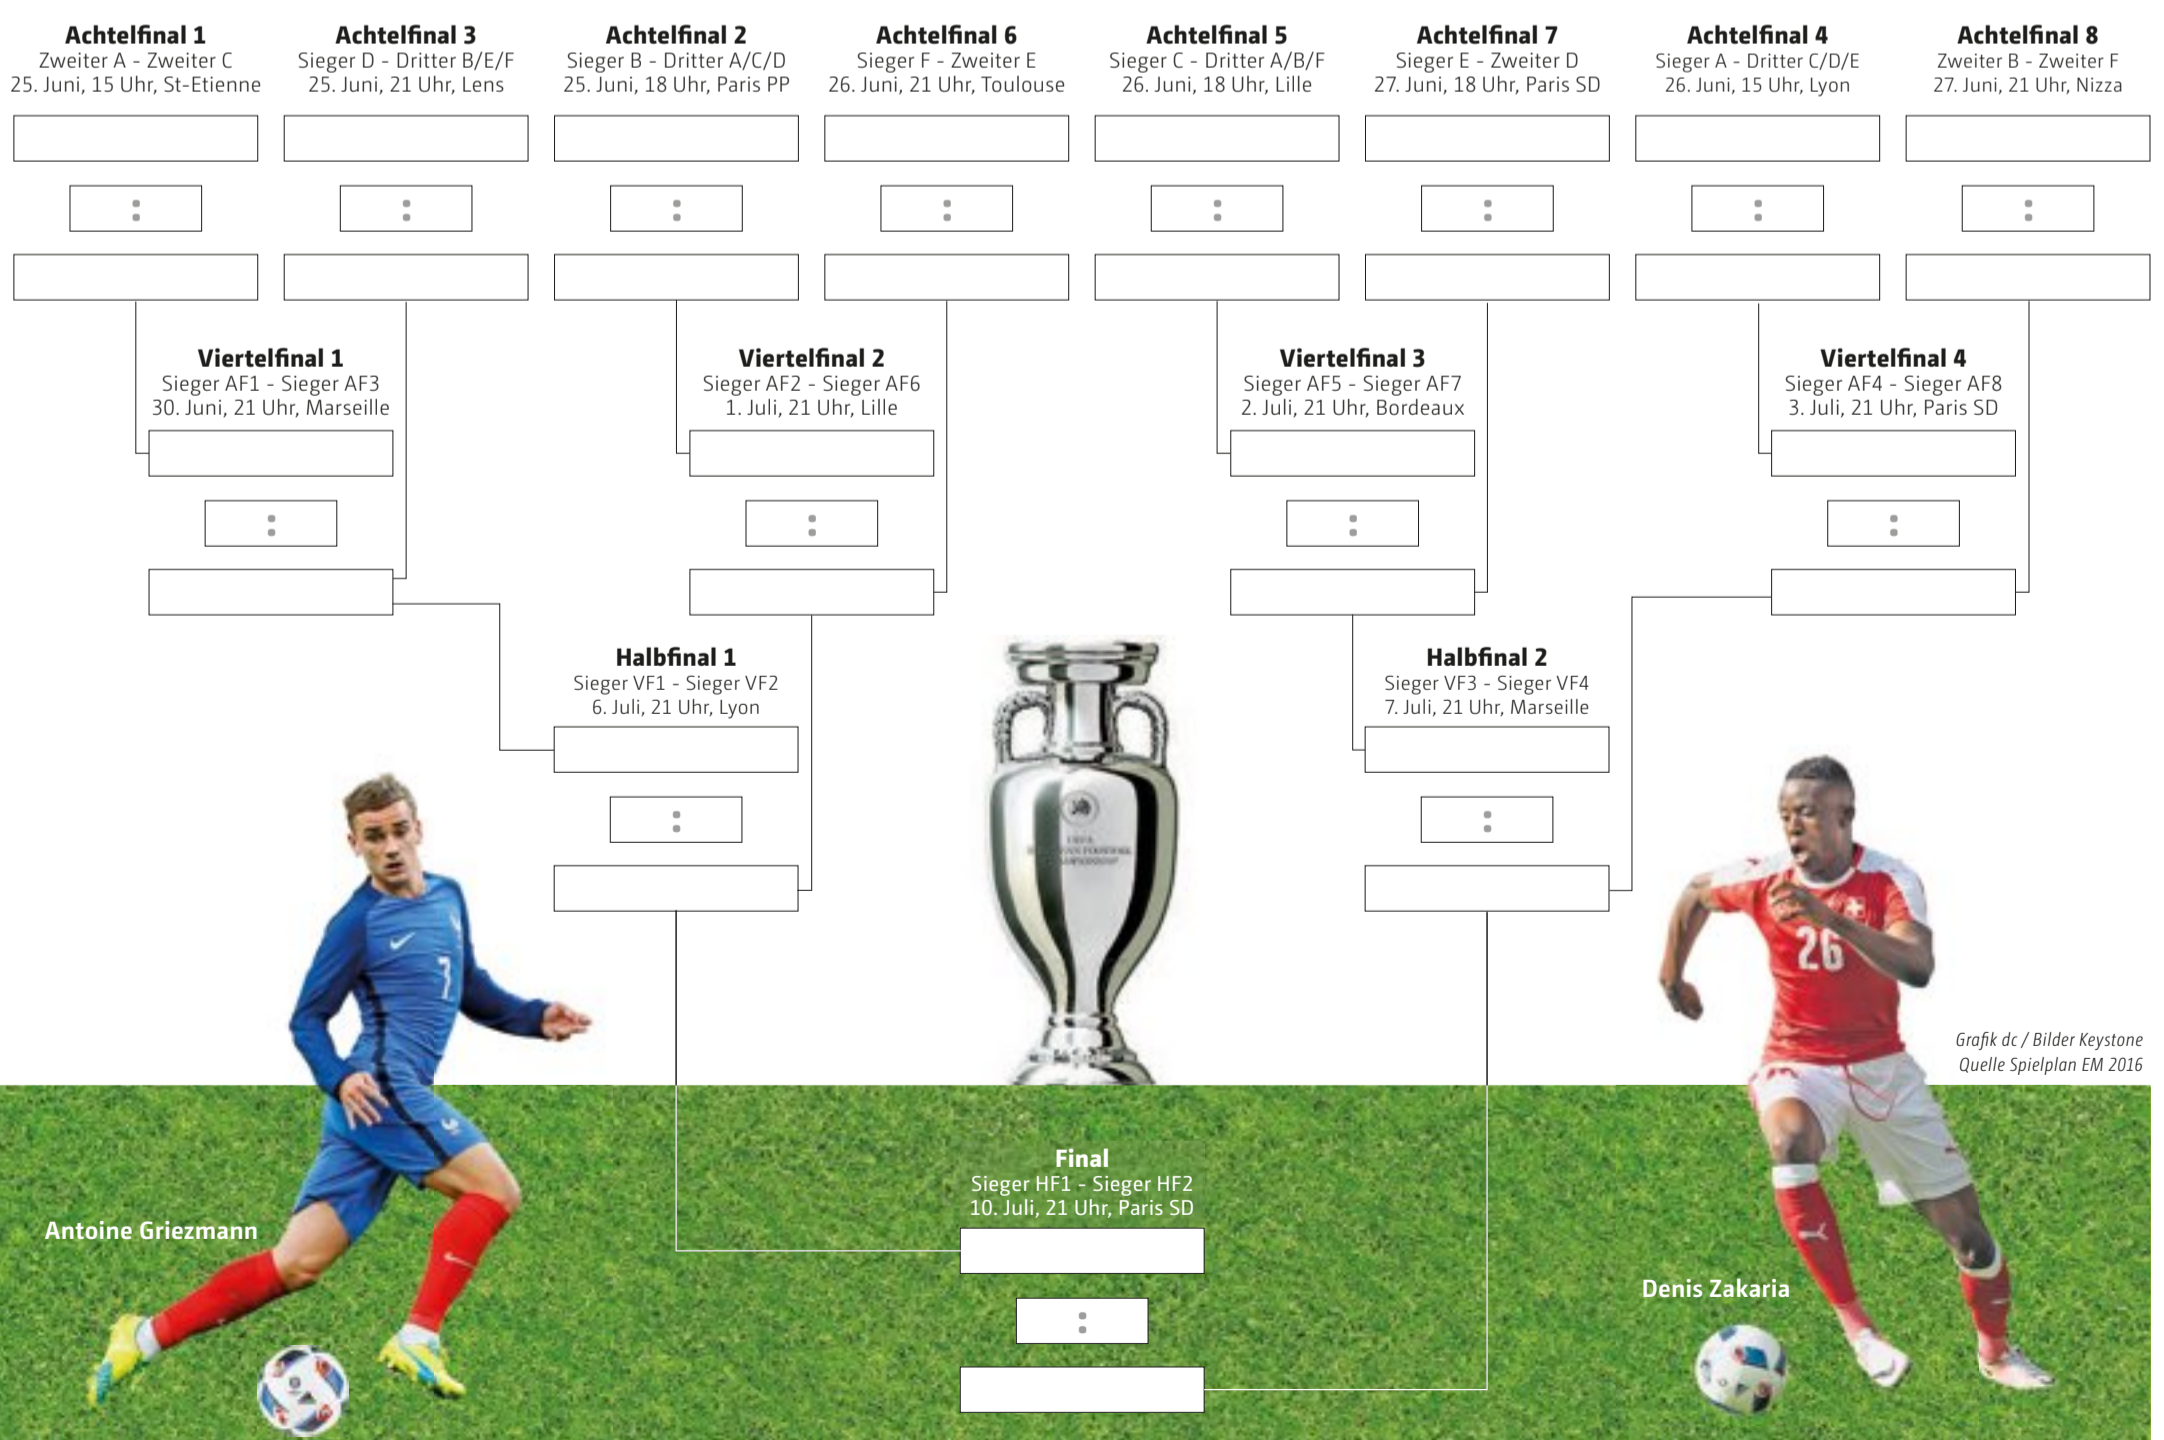 Achtelfinal 1
Zweiter A - Zweiter C
25. Juni, 15 Uhr, St-Etienne
Achtelfinal 3
Sieger D - Dritter B/E/F
25. Juni, 21 Uhr, Lens
Achtelfinal 2
Sieger B - Dritter A/C/D
25. Juni, 18 Uhr, Paris PP
Achtelfinal 6
Sieger F - Zweiter E
26. Juni, 21 Uhr, Toulouse
Achtelfinal 5
Sieger C - Dritter A/B/F
26. Juni, 18 Uhr, Lille
Achtelfinal 7
Sieger E - Zweiter D
27. Juni, 18 Uhr, Paris SD
Achtelfinal 4
Sieger A - Dritter C/D/E
26. Juni, 15 Uhr, Lyon
Achtelfinal 8
Zweiter B - Zweiter F
27. Juni, 21 Uhr, Nizza
:
:
:
:
:
:
:
:
Viertelfinal 1
Sieger AF1 - Sieger AF3
30. Juni, 21 Uhr, Marseille
Viertelfinal 2
Sieger AF2 - Sieger AF6
1. Juli, 21 Uhr, Lille
Viertelfinal 3
Sieger AF5 - Sieger AF7
2. Juli, 21 Uhr, Bordeaux
Viertelfinal 4
Sieger AF4 - Sieger AF8
3. Juli, 21 Uhr, Paris SD
:
:
:
:
Halbfinal 1
Sieger VF1 - Sieger VF2
6. Juli, 21 Uhr, Lyon
Halbfinal 2
Sieger VF3 - Sieger VF4
7. Juli, 21 Uhr, Marseille
:
:
7
26
Grafik dc / Bilder Keystone
Quelle Spielplan EM 2016
Final
Sieger HF1 - Sieger HF2
10. Juli, 21 Uhr, Paris SD
:
Antoine Griezmann
Denis Zakaria